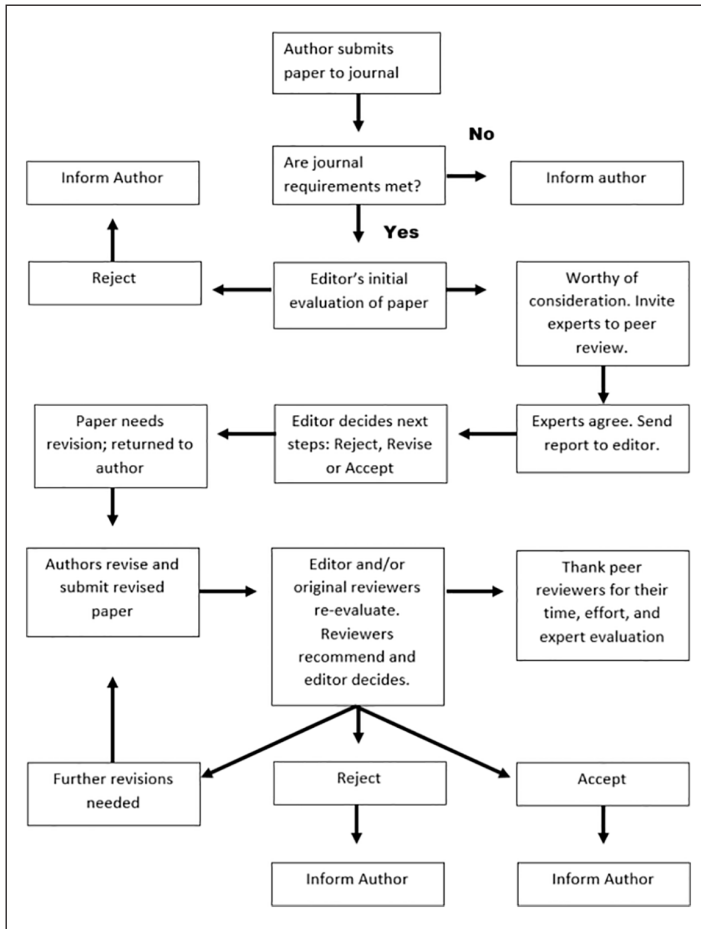 Author submits
paper to journal
No
Inform Author
Are journal
requirements met?
Inform author
Yes
Reject
Editor’s initial
evaluation of paper
Worthy of
consideration. Invite
experts to peer
review.
Paper needs
revision; returned to
author
Editor decides next
steps: Reject, Revise
or Accept
Experts agree. Send
report to editor.
Authors revise and
submit revised
paper
Editor and/or
original reviewers
re-evaluate.
Reviewers
recommend and
editor decides.
Thank peer
reviewers for their
time, effort, and
expert evaluation
Further revisions
needed
Reject
Accept
Inform Author
Inform Author